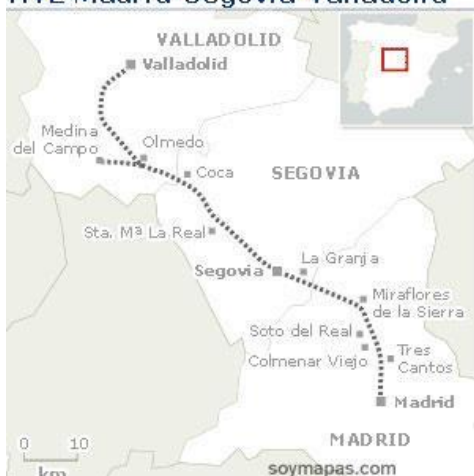 VALLADOLID
Valladolid
Medina
del Campo
Olmedo
Coca
SEGOVIA
Sta. Mª La Real
Segovia
La Granja
Miraflores
de la Sierra
Soto del Real
Colmenar Viejo
Tres
Cantos
Madrid
MADRID
0 10
km
soymapas.com